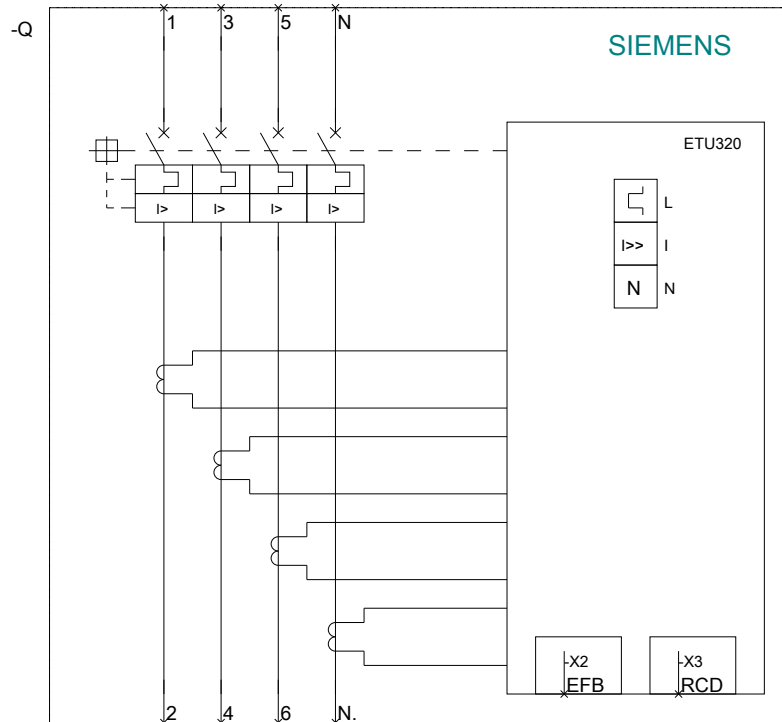 -Q
1 3 5 N
SIEMENS
ETU320
I> I> I> I>
L
I>> I
N N
-X2 -X3
EFB RCD
2 4 6 N.